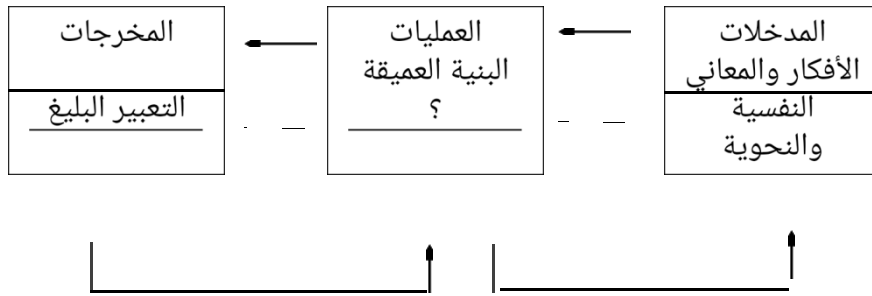 المدخلات
الأفكار والمعاني
النفسية
والنحوية
العمليات
البنية العميقة
؟
المخرجات
التعبير البليغ